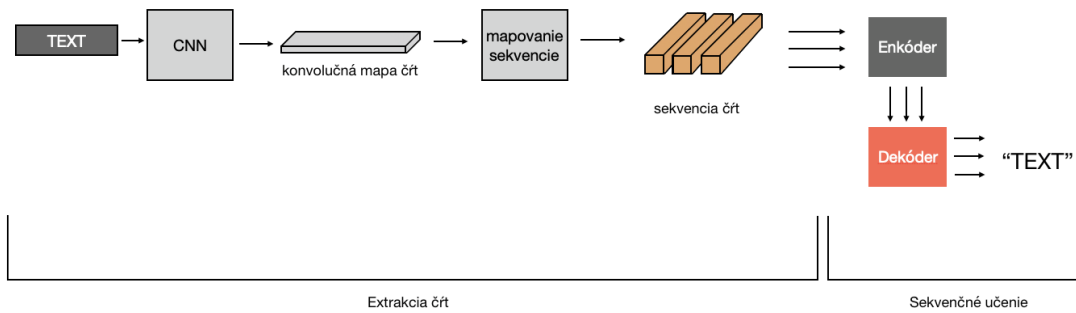 TEXT
CNN
konvolučná mapa čŕt
mapovanie
sekvencie
sekvencia čŕt
Enkóder
Dekóder
“TEXT”
Extrakcia čŕt
Sekvenčné učenie